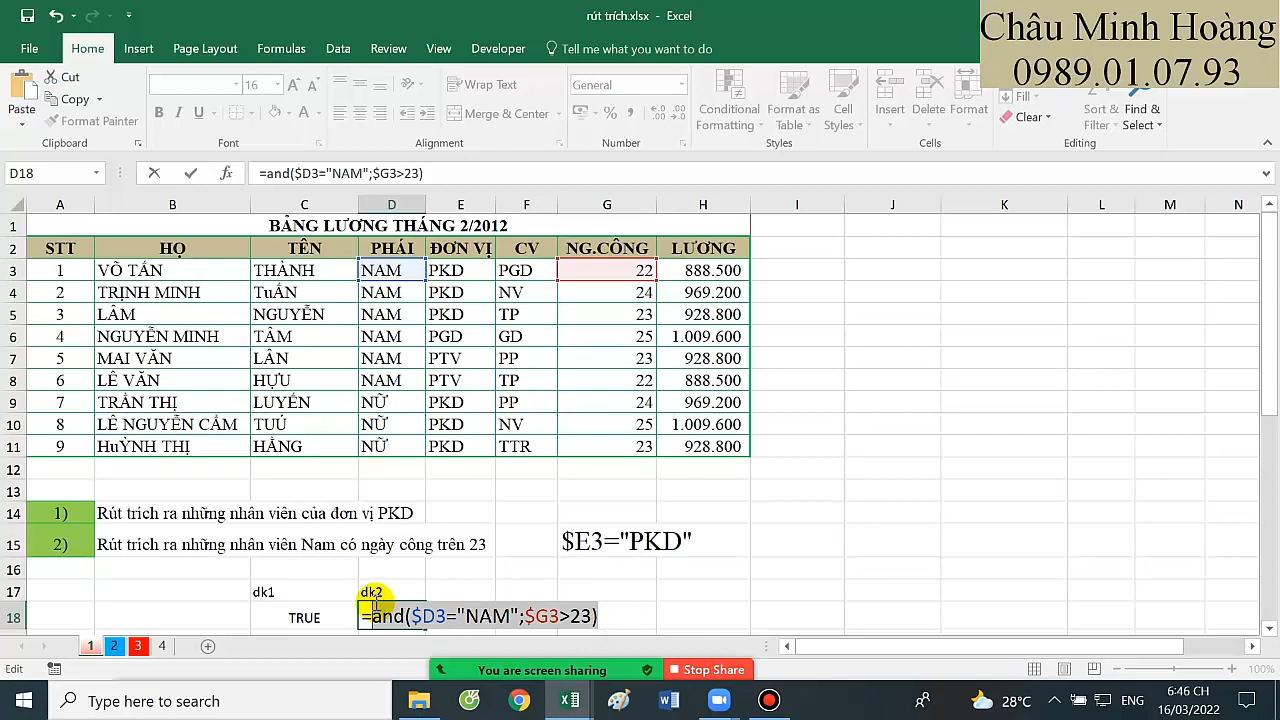 rút trích.xlsx - Excel
Châu Minh Hoàng
0989.01.07.93
File Home Insert Page Layout Formulas Data Review View Developer Tell me what you want to do
Paste
Cut
Copy
Format Painter
Clipboard
16
B I U
Font
Wrap Text
Merge & Center
Alignment
General
Number
Conditional Formatting
Format as Table
Cell Styles
Styles
Insert Delete Format
Cells
Fill
Clear
Sort & Filter
Find & Select
Editing
D18 =and($D3="NAM";$G3>23)
A B C D E F G H I J K L M N
1 BẢNG LƯƠNG THÁNG 2/2012
2 STT HỌ TÊN PHÁI ĐƠN VỊ CV NG.CÔNG LƯƠNG
3 1 VÕ TẤN THÀNH NAM PKD PGD 22 888.500
4 2 TRỊNH MINH TuẤN NAM PKD NV 24 969.200
5 3 LÂM NGUYỄN NAM PKD TP 23 928.800
6 4 NGUYỄN MINH TÂM NAM PGD GD 25 1.009.600
7 5 MAI VĂN LÂN NAM PTV PP 23 928.800
8 6 LÊ VĂN HỰU NAM PTV TP 22 888.500
9 7 TRẦN THỊ LUYẾN NỮ PKD PP 24 969.200
10 8 LÊ NGUYỄN CẨM TUÚ NỮ PKD NV 25 1.009.600
11 9 HuỲNH THỊ HẰNG NỮ PKD TTR 23 928.800
12
13
14 1) Rút trích ra những nhân viên của đơn vị PKD
15 2) Rút trích ra những nhân viên Nam có ngày công trên 23 $E3="PKD"
16
17 dk1 dk2
18 TRUE =and($D3="NAM";$G3>23)
1 2 3 4
Edit
You are screen sharing Stop Share
100%
Type here to search
28°C
ENG
6:46 CH
16/03/2022